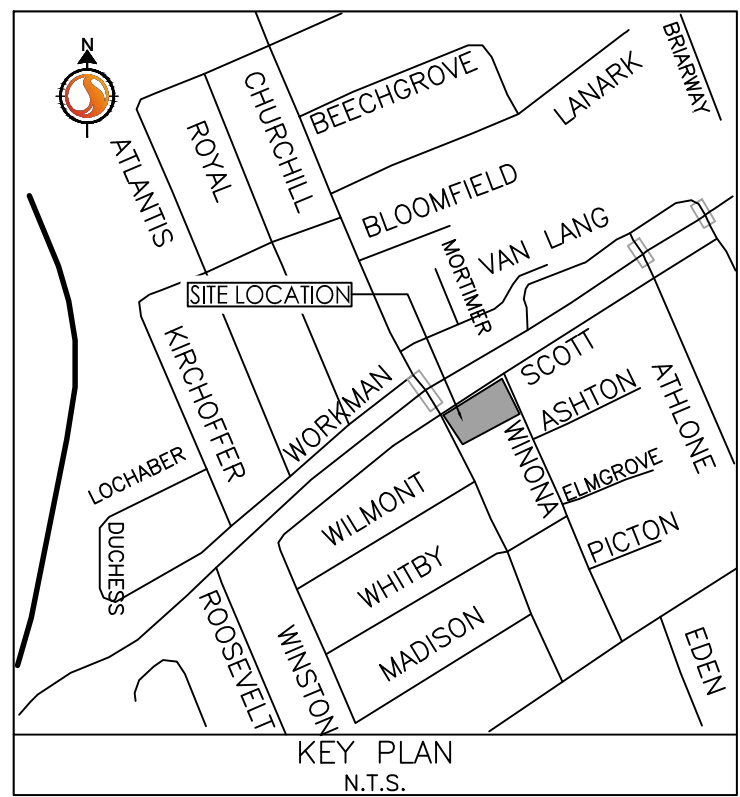 N
BRIARWAY
BEECHGROVE
LANARK
CHURCHILL
ROYAL
ATLANTIS
BLOOMFIELD
VAN LANG
MORTIMER
SITE LOCATION
KIRCHOFFER
WORKMAN
SCOTT
ASHTON
ATHLONE
WINONA
LOCHABER
ELMGROVE
WILMONT
DUCHESS
PICTON
WHITBY
MADISON
ROOSEVELT
WINSTON
EDEN
KEY PLAN
N.T.S.